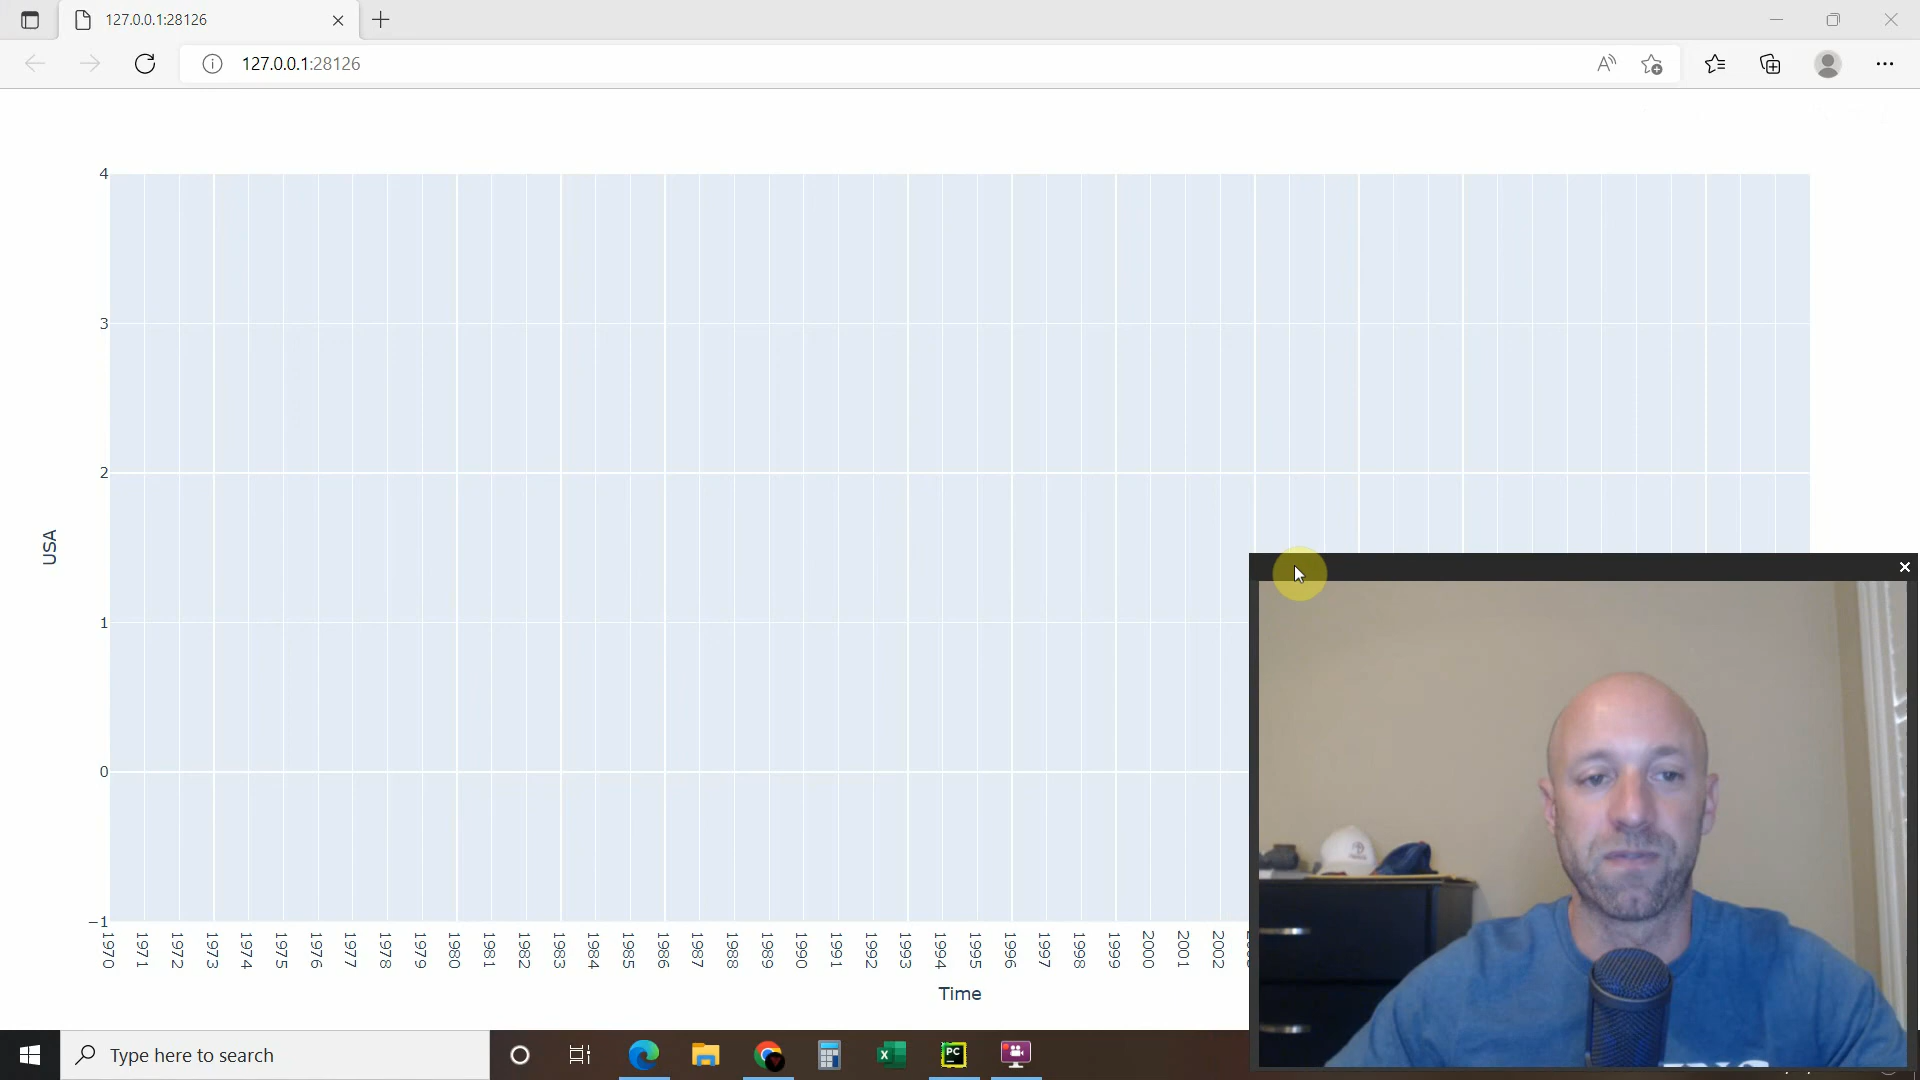 127.0.0.1:28126
127.0.0.1:28126
4
3
2
1
0
−1
USA
1970 1971 1972 1973 1974 1975 1976 1977 1978 1979 1980 1981 1982 1983 1984 1985 1986 1987 1988 1989 1990 1991 1992 1993 1994 1995 1996 1997 1998 1999 2000 2001 2002
Time
Type here to search
PC